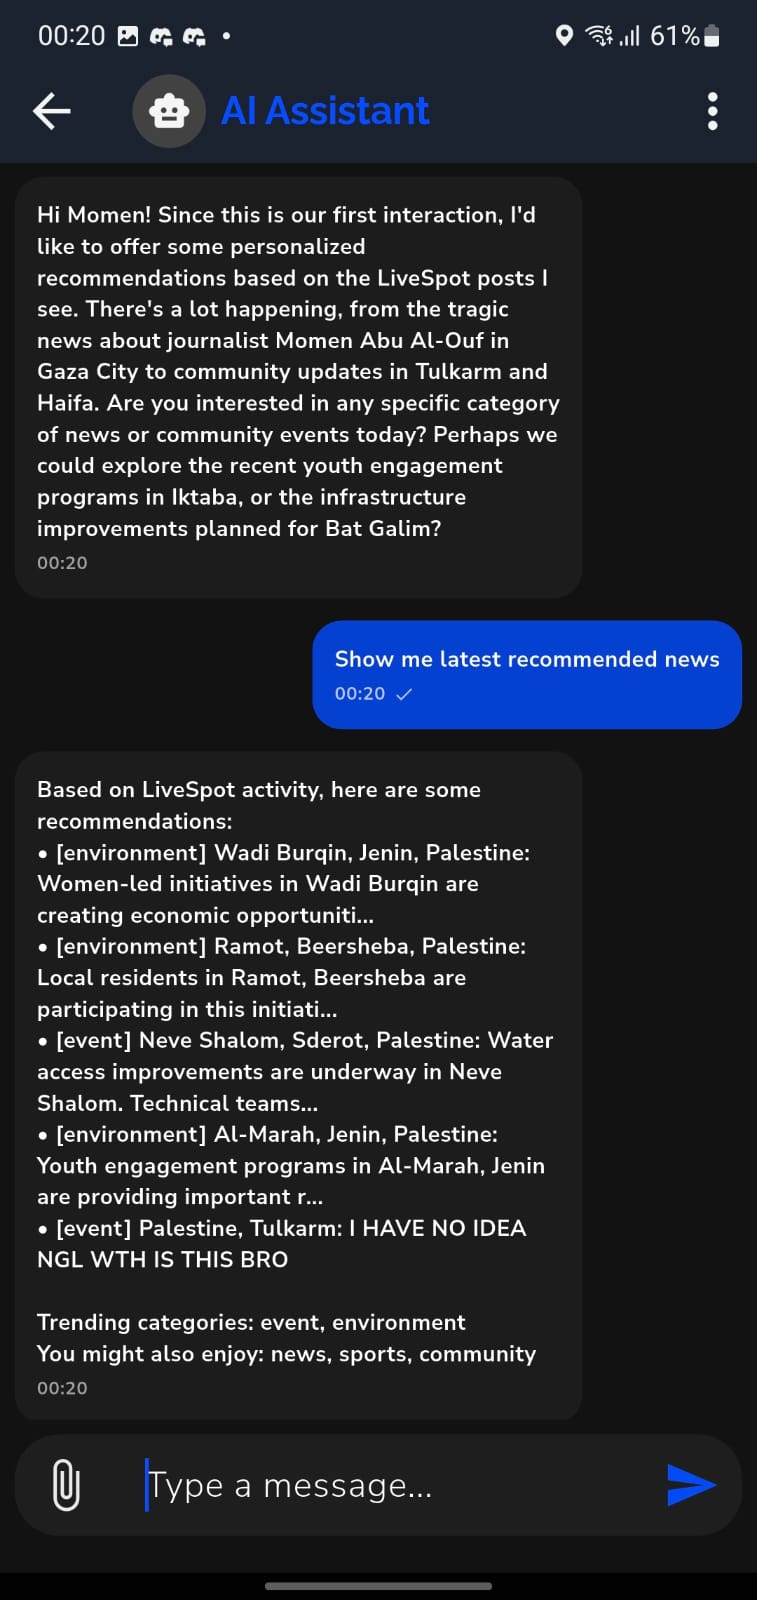 00:20
61%
AI Assistant
Hi Momen! Since this is our first interaction, I'd
like to offer some personalized
recommendations based on the LiveSpot posts I
see. There's a lot happening, from the tragic
news about journalist Momen Abu Al-Ouf in
Gaza City to community updates in Tulkarm and
Haifa. Are you interested in any specific category
of news or community events today? Perhaps we
could explore the recent youth engagement
programs in Iktaba, or the infrastructure
improvements planned for Bat Galim?
00:20
Show me latest recommended news
00:20
Based on LiveSpot activity, here are some
recommendations:
• [environment] Wadi Burqin, Jenin, Palestine:
Women-led initiatives in Wadi Burqin are
creating economic opportuniti...
• [environment] Ramot, Beersheba, Palestine:
Local residents in Ramot, Beersheba are
participating in this initiati...
• [event] Neve Shalom, Sderot, Palestine: Water
access improvements are underway in Neve
Shalom. Technical teams...
• [environment] Al-Marah, Jenin, Palestine:
Youth engagement programs in Al-Marah, Jenin
are providing important r...
• [event] Palestine, Tulkarm: I HAVE NO IDEA
NGL WTH IS THIS BRO
Trending categories: event, environment
You might also enjoy: news, sports, community
00:20
Type a message...